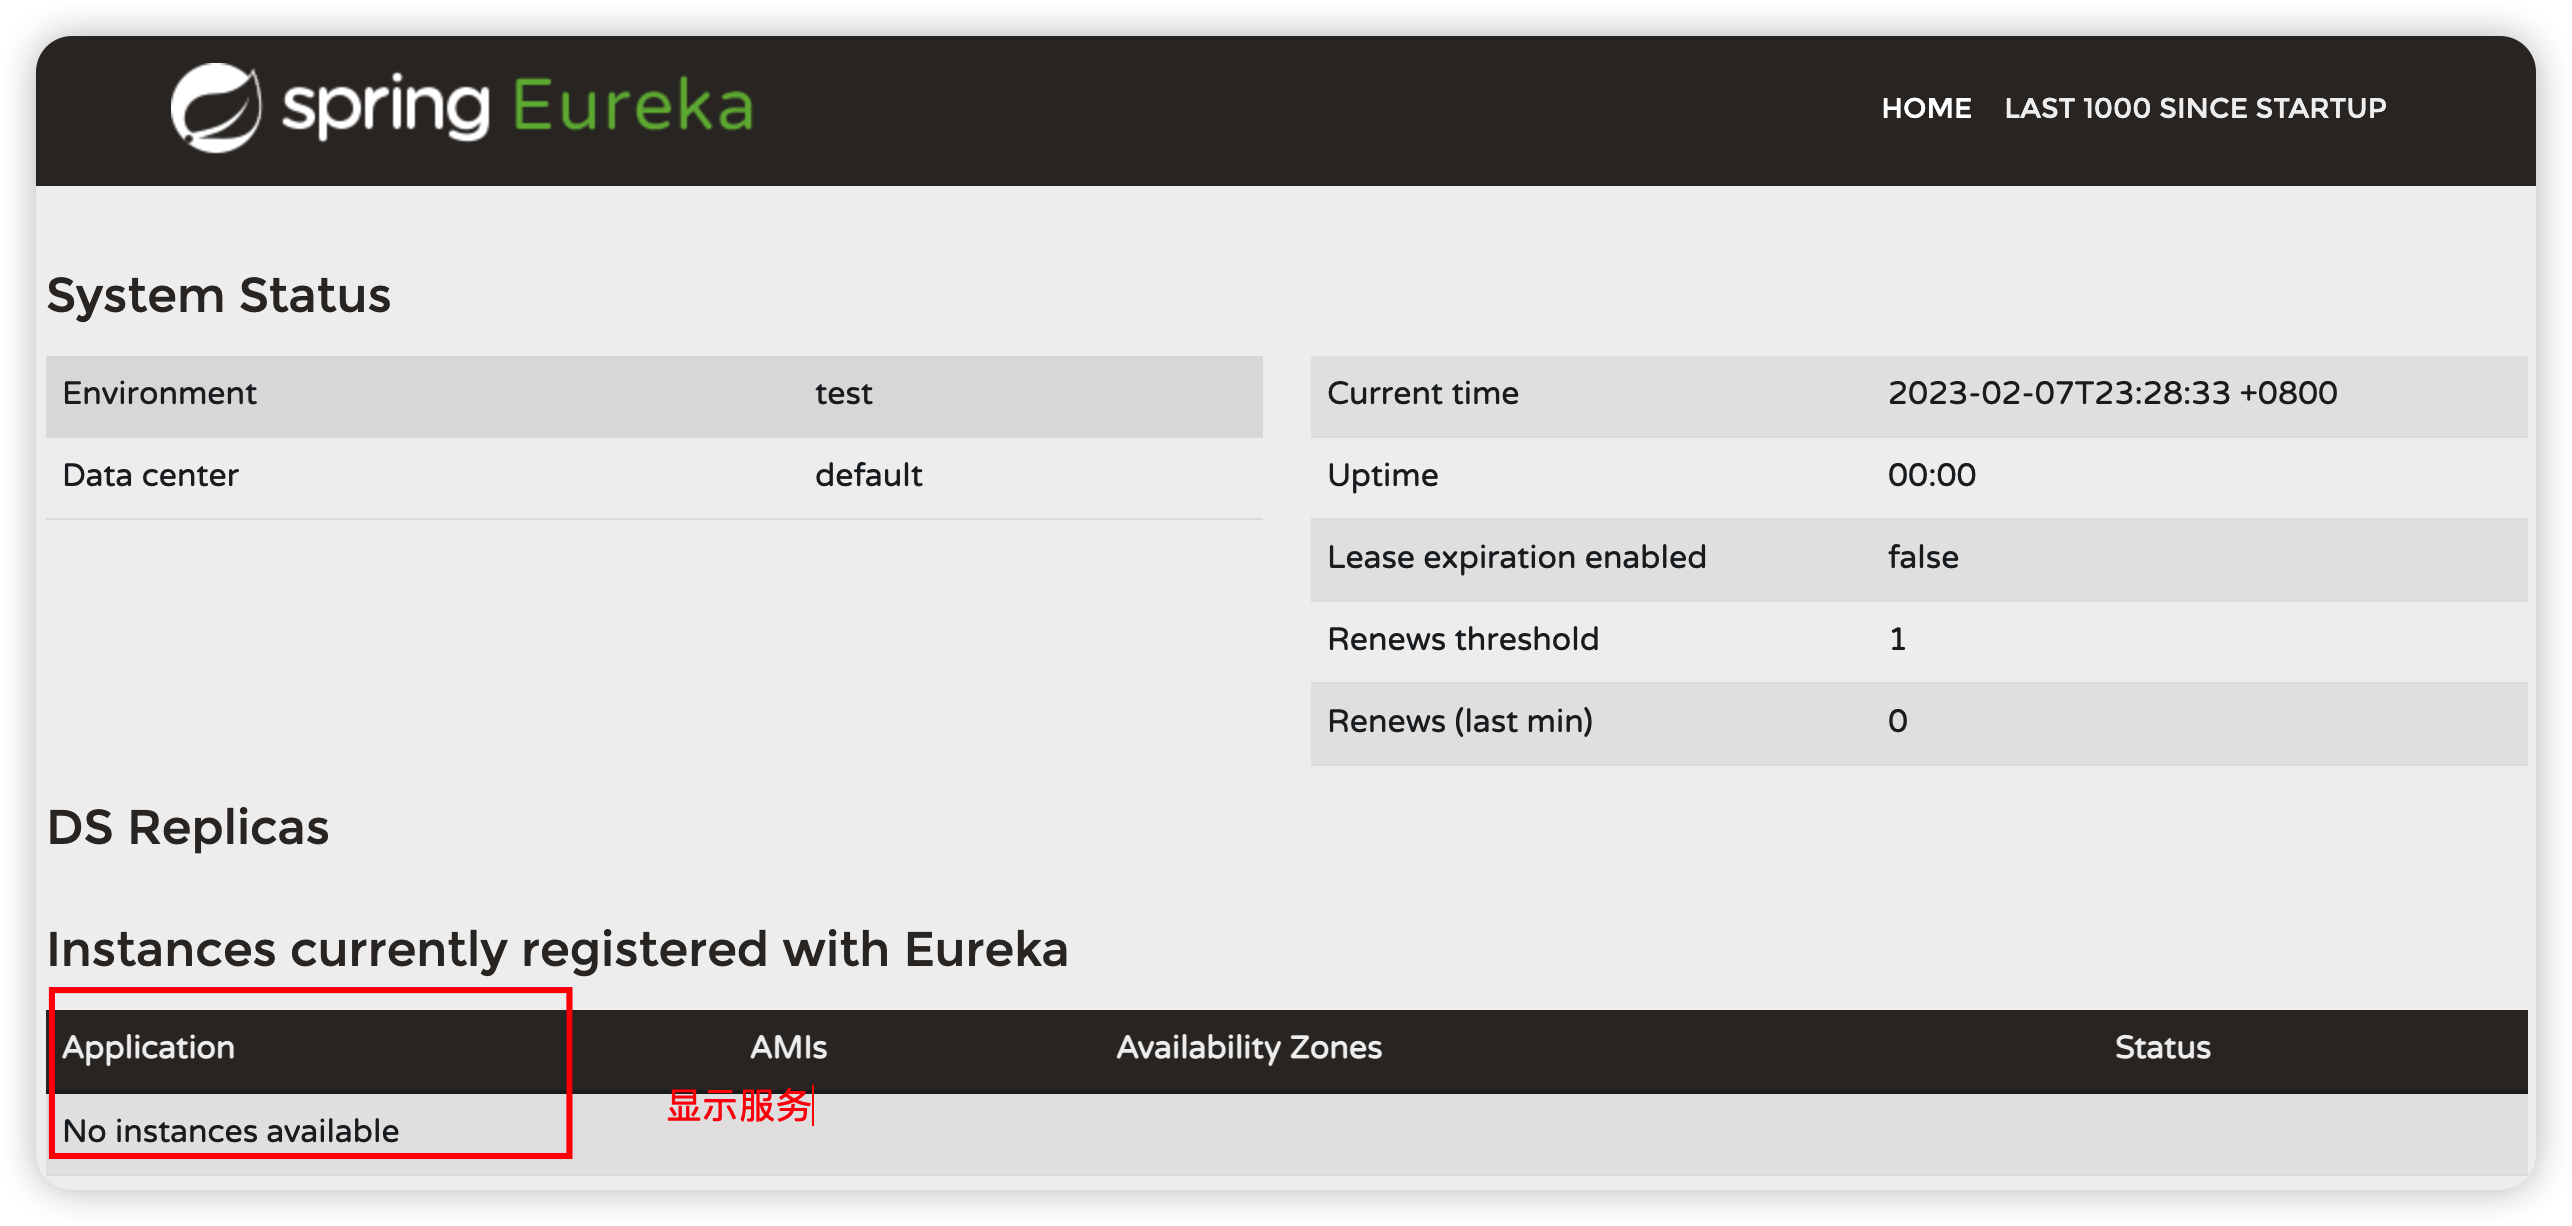 spring Eureka
HOME LAST 1000 SINCE STARTUP
System Status
Environment test
Data center default
Current time 2023-02-07T23:28:33 +0800
Uptime 00:00
Lease expiration enabled false
Renews threshold 1
Renews (last min) 0
DS Replicas
Instances currently registered with Eureka
Application AMIs Availability Zones Status
显示服务
No instances available